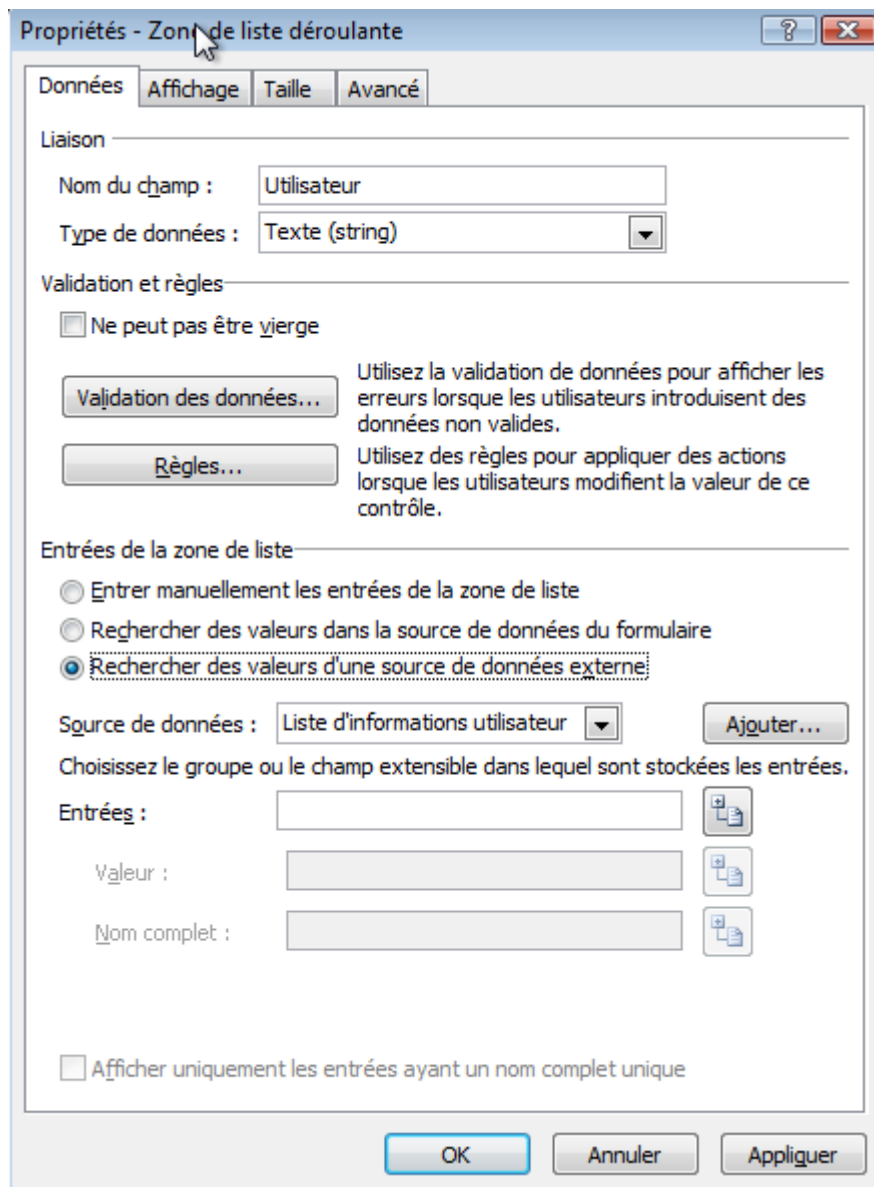 Propriétés - Zone de liste déroulante
Données Affichage Taille Avancé
Liaison
Nom du champ : Utilisateur
Type de données : Texte (string)
Validation et règles
Ne peut pas être vierge
Validation des données... Utilisez la validation de données pour afficher les
erreurs lorsque les utilisateurs introduisent des
données non valides.
Règles... Utilisez des règles pour appliquer des actions
lorsque les utilisateurs modifient la valeur de ce
contrôle.
Entrées de la zone de liste
Entrer manuellement les entrées de la zone de liste
Rechercher des valeurs dans la source de données du formulaire
Rechercher des valeurs d'une source de données externe
Source de données : Liste d'informations utilisateur Ajouter...
Choisissez le groupe ou le champ extensible dans lequel sont stockées les entrées.
Entrées :
Valeur :
Nom complet :
Afficher uniquement les entrées ayant un nom complet unique
OK Annuler Appliquer